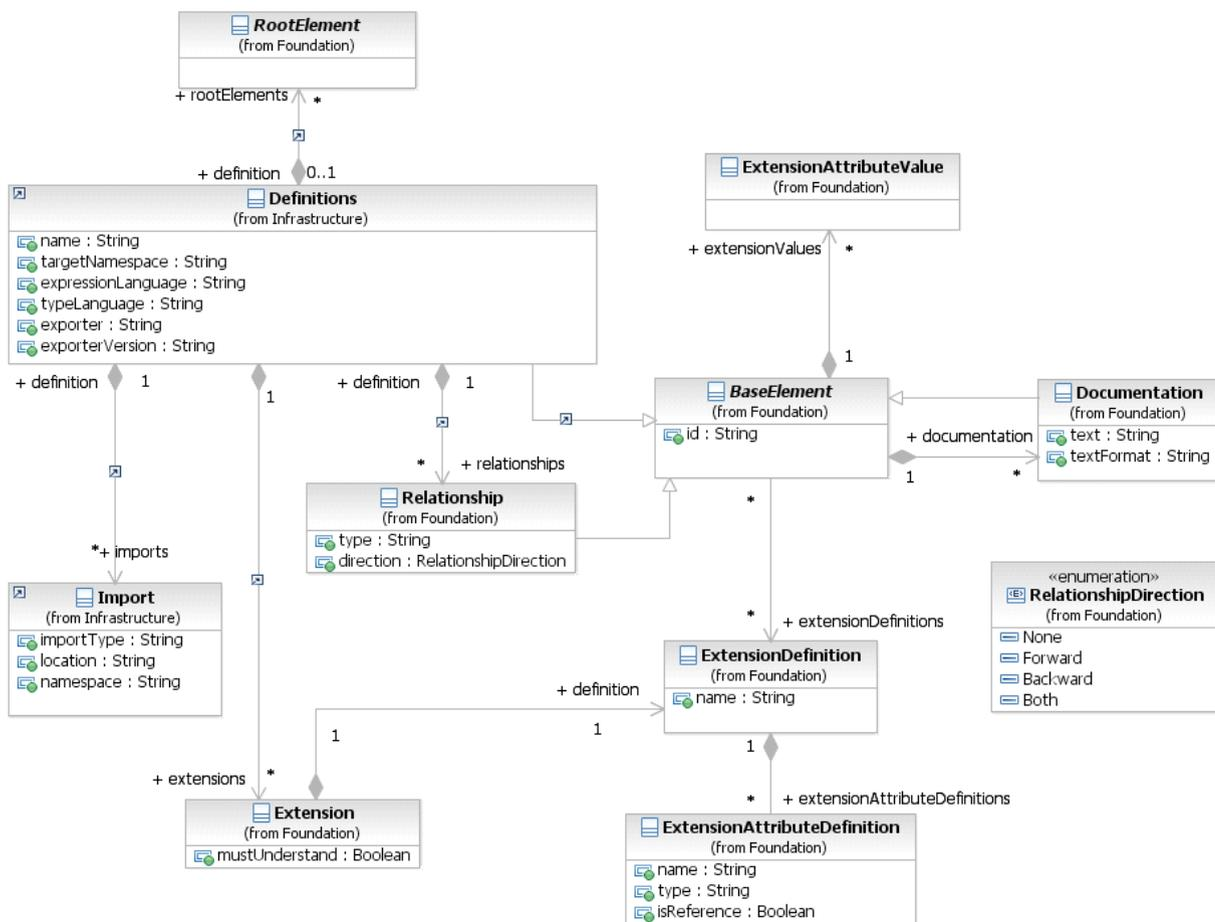 RootElement
(from Foundation)
+ rootElements
*
+ definition
0..1
Definitions
(from Infrastructure)
name : String
targetNamespace : String
expressionLanguage : String
typeLanguage : String
exporter : String
exporterVersion : String
ExtensionAttributeValue
(from Foundation)
+ extensionValues
*
1
+ definition
1
1
+ definition
1
BaseElement
(from Foundation)
id : String
Documentation
(from Foundation)
text : String
textFormat : String
+ documentation
1
*
*
+ relationships
Relationship
(from Foundation)
type : String
direction : RelationshipDirection
*
*
+ extensionDefinitions
*
+ imports
Import
(from Infrastructure)
importType : String
location : String
namespace : String
«enumeration»
RelationshipDirection
(from Foundation)
None
Forward
Backward
Both
ExtensionDefinition
(from Foundation)
name : String
+ definition
1
1
1
+ extensions
*
Extension
(from Foundation)
mustUnderstand : Boolean
*
+ extensionAttributeDefinitions
ExtensionAttributeDefinition
(from Foundation)
name : String
type : String
isReference : Boolean